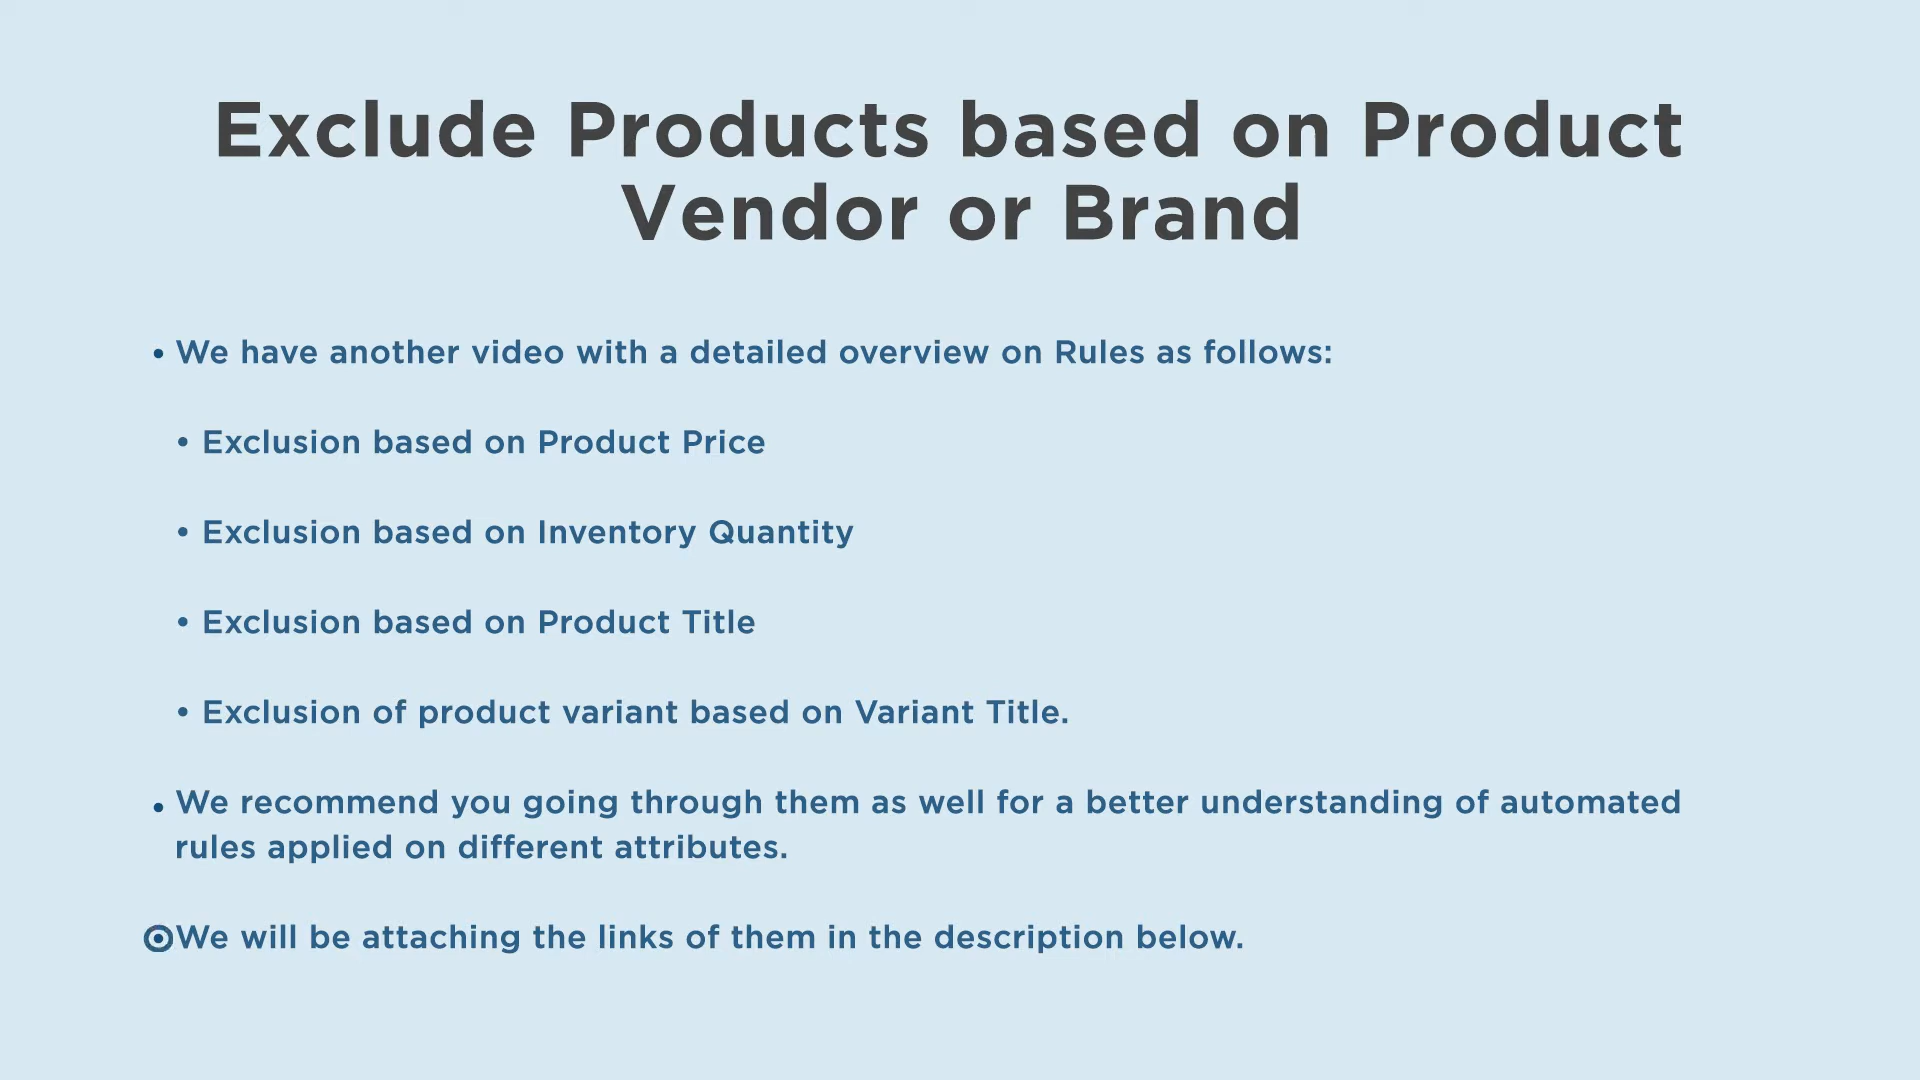 Exclude Products based on Product
Vendor or Brand
• We have another video with a detailed overview on Rules as follows:
• Exclusion based on Product Price
• Exclusion based on Inventory Quantity
• Exclusion based on Product Title
• Exclusion of product variant based on Variant Title.
• We recommend you going through them as well for a better understanding of automated
rules applied on different attributes.
• We will be attaching the links of them in the description below.